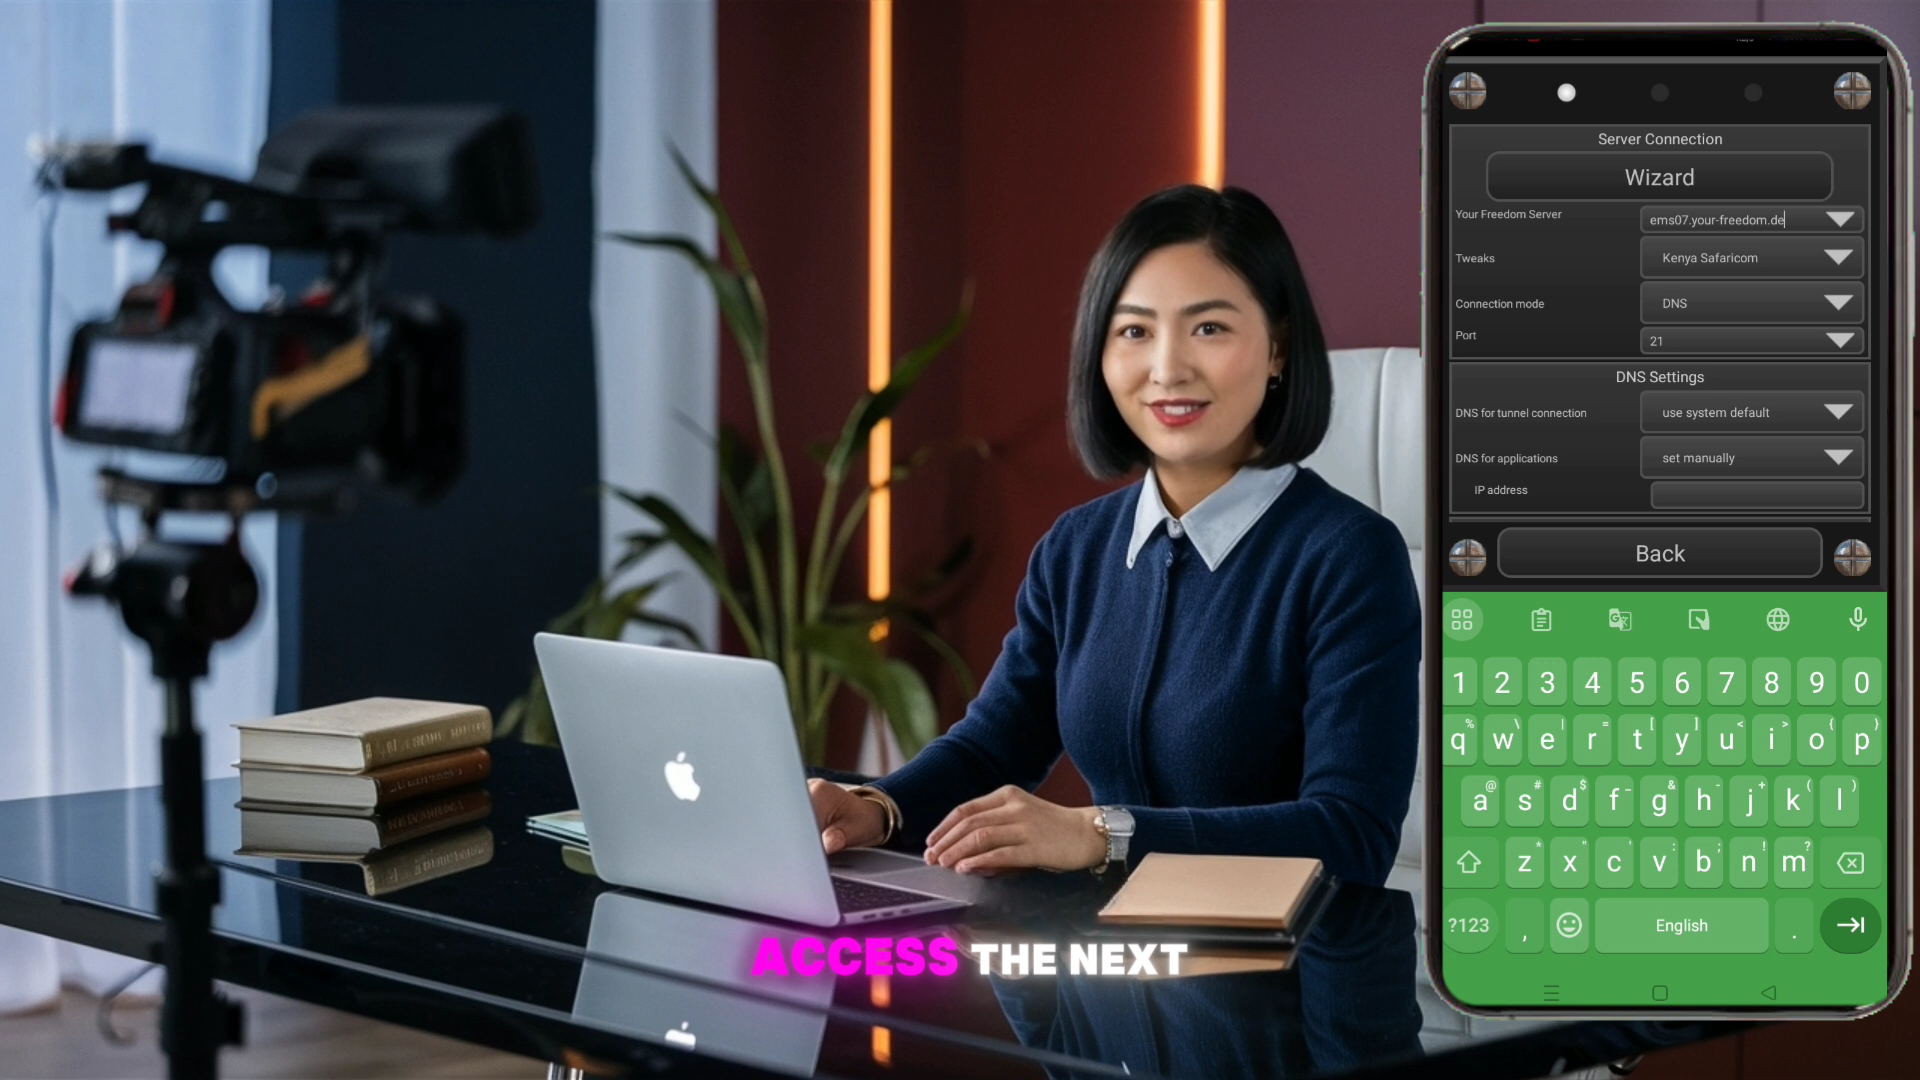 ACCESS THE NEXT
Server Connection
Wizard
Your Freedom Server
ems07.your-freedom.de
Tweaks
Kenya Safaricom
Connection mode
DNS
Port
21
DNS Settings
DNS for tunnel connection
use system default
DNS for applications
set manually
IP address
Back
1 2 3 4 5 6 7 8 9 0
% \ | = [ ] < > { }
q w e r t y u i o p
@ # $ _ & - + ( )
a s d f g h j k l
* " ' : ; ! ?
z x c v b n m
?123 , English .